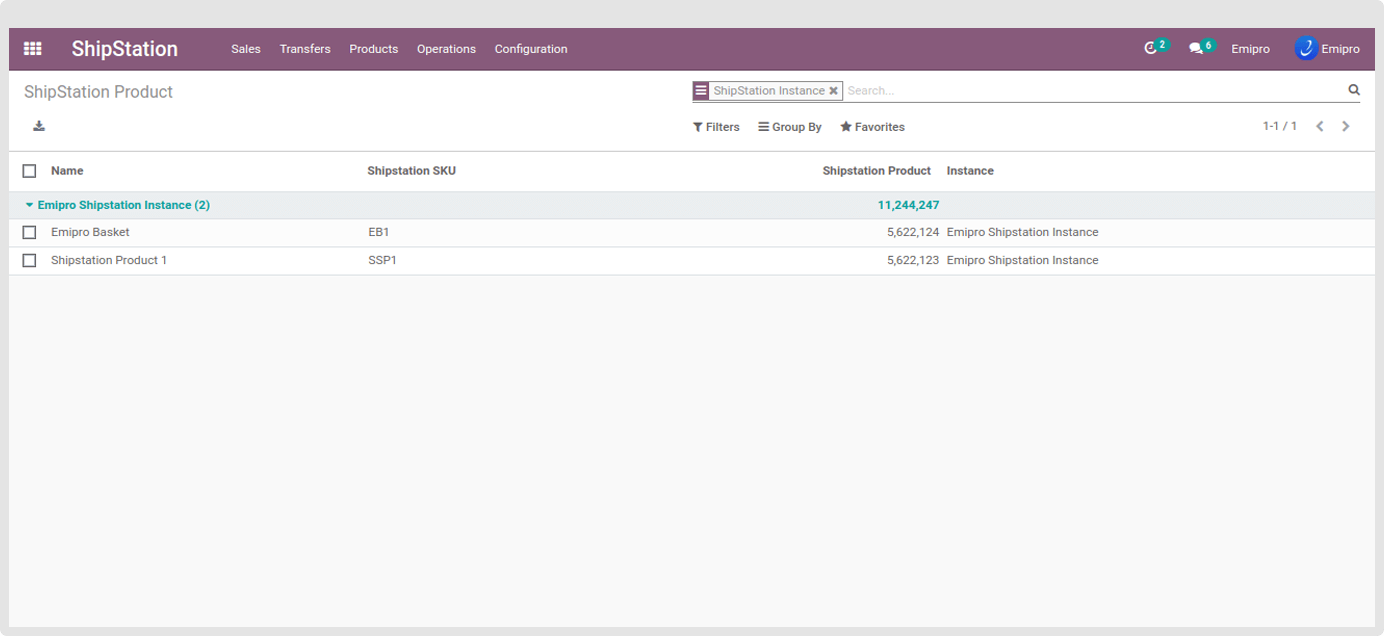 ShipStation Sales Transfers Products Operations Configuration 2 6 Emipro Emipro
ShipStation Product ShipStation Instance Search...
Filters Group By Favorites 1-1 / 1
Name Shipstation SKU Shipstation Product Instance
Emipro Shipstation Instance (2) 11,244,247
Emipro Basket EB1 5,622,124 Emipro Shipstation Instance
Shipstation Product 1 SSP1 5,622,123 Emipro Shipstation Instance